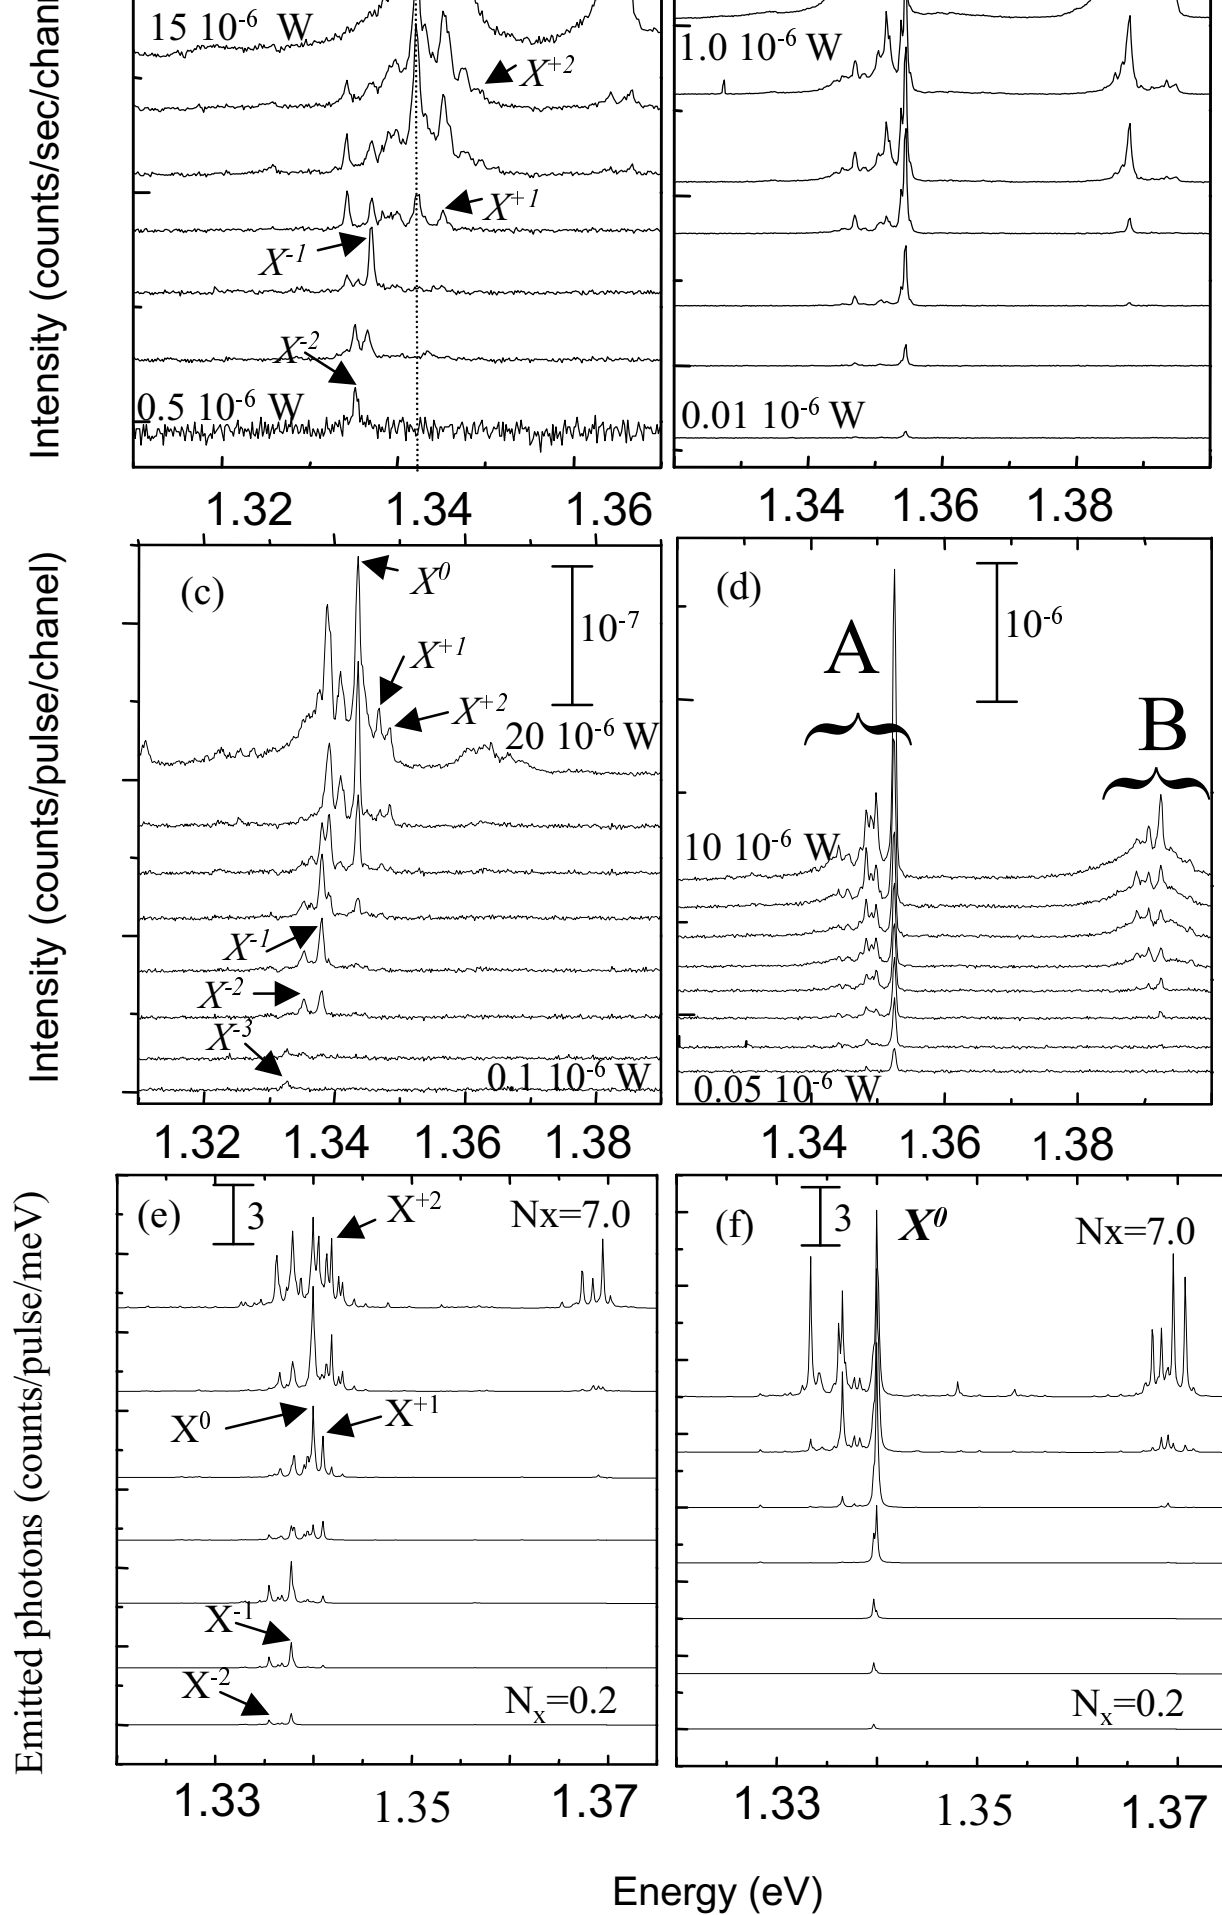 Intensity (counts/sec/chann
15 10-6 W
X+2
X+1
X-1
X-2
0.5 10-6 W
1.32 1.34 1.36
1.0 10-6 W
0.01 10-6 W
1.34 1.36 1.38
Intensity (counts/pulse/chanel)
(c)
X0
10-7
X+1
X+2
20 10-6 W
X-1
X-2
X-3
0.1 10-6 W
1.32 1.34 1.36 1.38
(d)
10-6
A
B
10 10-6 W
0.05 10-6 W
1.34 1.36 1.38
Emitted photons (counts/pulse/meV)
(e)
3
X+2
Nx=7.0
X0
X+1
X-1
X-2
Nx=0.2
1.33 1.35 1.37
(f)
3
X0
Nx=7.0
Nx=0.2
1.33 1.35 1.37
Energy (eV)